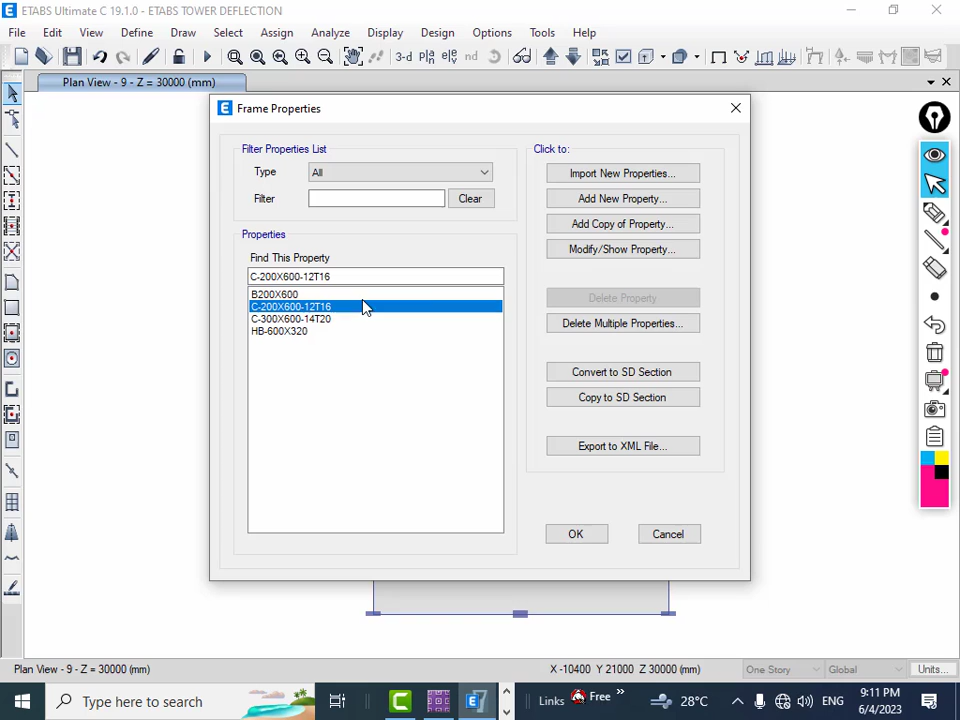 ETABS Ultimate C 19.1.0 - ETABS TOWER DEFLECTION
File Edit View Define Draw Select Assign Analyze Display Design Options Tools Help
3-d pla ele nd
Plan View - 9 - Z = 30000 (mm)
E Frame Properties
Filter Properties List
Type All
Filter Clear
Properties
Find This Property
C-200X600-12T16
B200X600
C-200X600-12T16
C-300X600-14T20
HB-600X320
Click to:
Import New Properties...
Add New Property...
Add Copy of Property...
Modify/Show Property...
Delete Property
Delete Multiple Properties...
Convert to SD Section
Copy to SD Section
Export to XML File...
OK Cancel
Plan View - 9 - Z = 30000 (mm) X -10400 Y 21000 Z 30000 (mm) One Story Global Units...
Type here to search Links Free » 28°C ENG 9:11 PM
6/4/2023